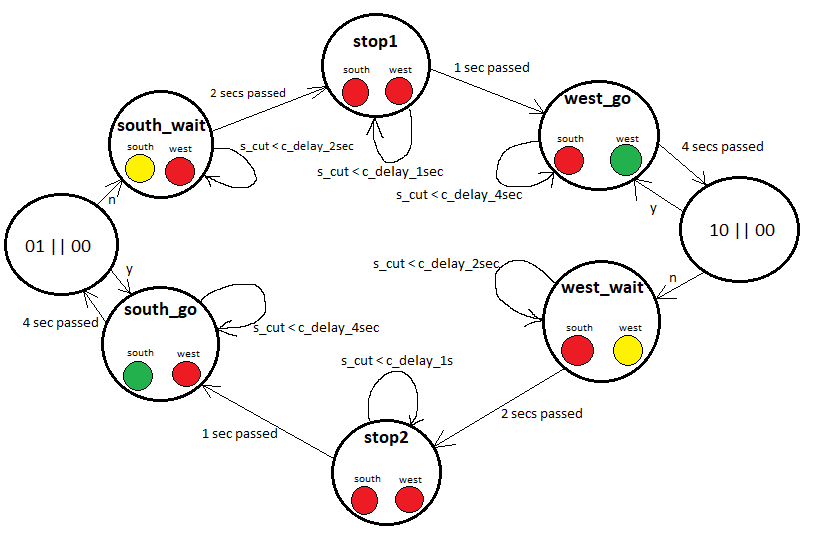 stop1
south west
1 sec passed
2 secs passed
west_go
south_wait
south west
s_cut < c_delay_2sec
s_cut < c_delay_1sec
south west
4 secs passed
s_cut < c_delay_4sec
n
y
01 || 00
10 || 00
y
n
s_cut < c_delay_2sec
west_wait
south_go
south west
4 sec passed
s_cut < c_delay_4sec
south west
s_cut < c_delay_1s
2 secs passed
1 sec passed
stop2
south west